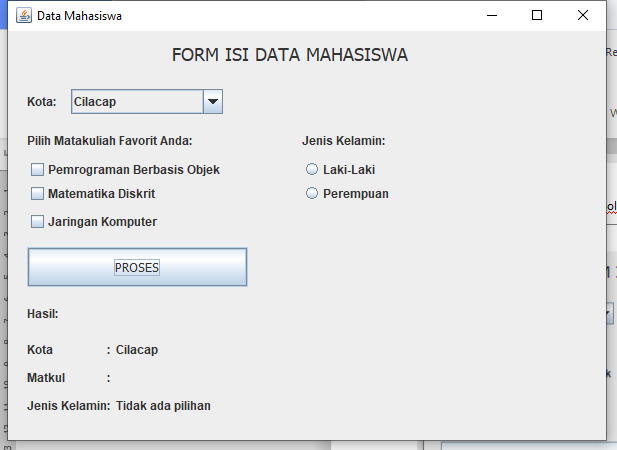 Data Mahasiswa
FORM ISI DATA MAHASISWA
Kota: Cilacap
Pilih Matakuliah Favorit Anda:
Pemrograman Berbasis Objek
Matematika Diskrit
Jaringan Komputer
Jenis Kelamin:
Laki-Laki
Perempuan
PROSES
Hasil:
Kota : Cilacap
Matkul :
Jenis Kelamin: Tidak ada pilihan